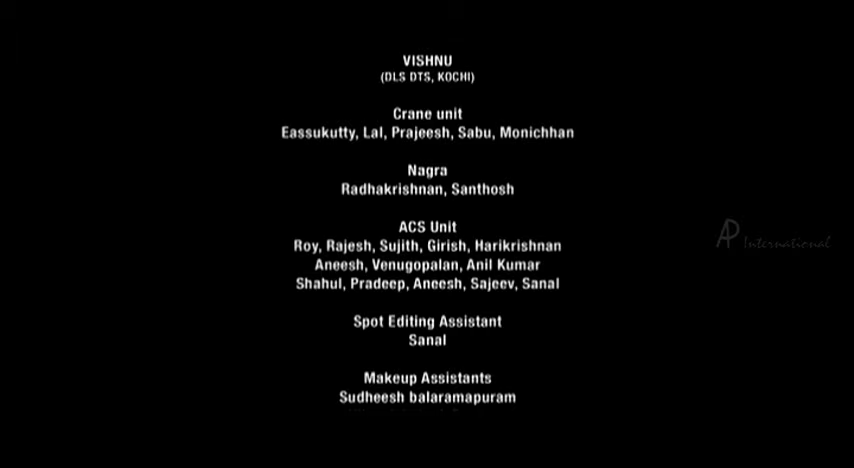 VISHNU
(DLS DTS, KOCHI)
Crane unit
Eassukutty, Lal, Prajeesh, Sabu, Monichhan
Nagra
Radhakrishnan, Santhosh
ACS Unit
Roy, Rajesh, Sujith, Girish, Harikrishnan
Aneesh, Venugopalan, Anil Kumar
Shahul, Pradeep, Aneesh, Sajeev, Sanal
Spot Editing Assistant
Sanal
Makeup Assistants
Sudheesh balaramapuram
AP International